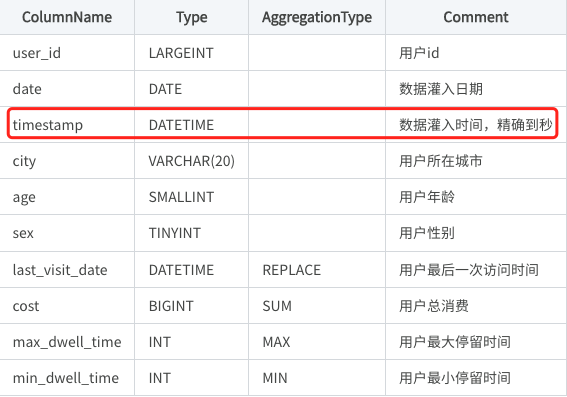 ColumnName Type AggregationType Comment
user_id LARGEINT 用户id
date DATE 数据灌入日期
timestamp DATETIME 数据灌入时间，精确到秒
city VARCHAR(20) 用户所在城市
age SMALLINT 用户年龄
sex TINYINT 用户性别
last_visit_date DATETIME REPLACE 用户最后一次访问时间
cost BIGINT SUM 用户总消费
max_dwell_time INT MAX 用户最大停留时间
min_dwell_time INT MIN 用户最小停留时间